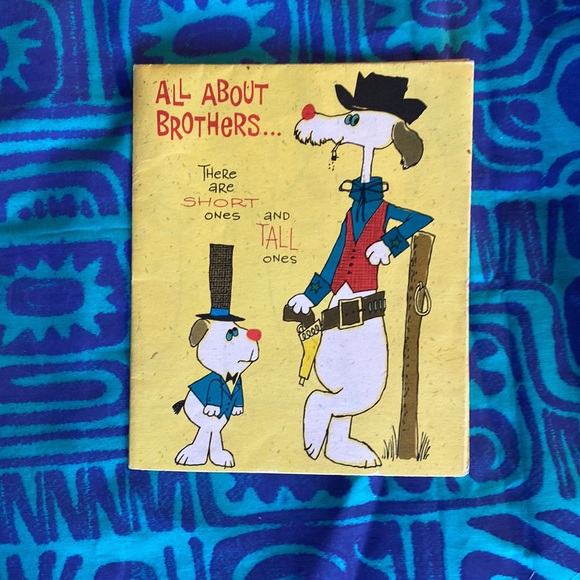 ALL ABOUT
BROTHERS...
THERE
ARE
SHORT
ONES
AND
TALL
ONES